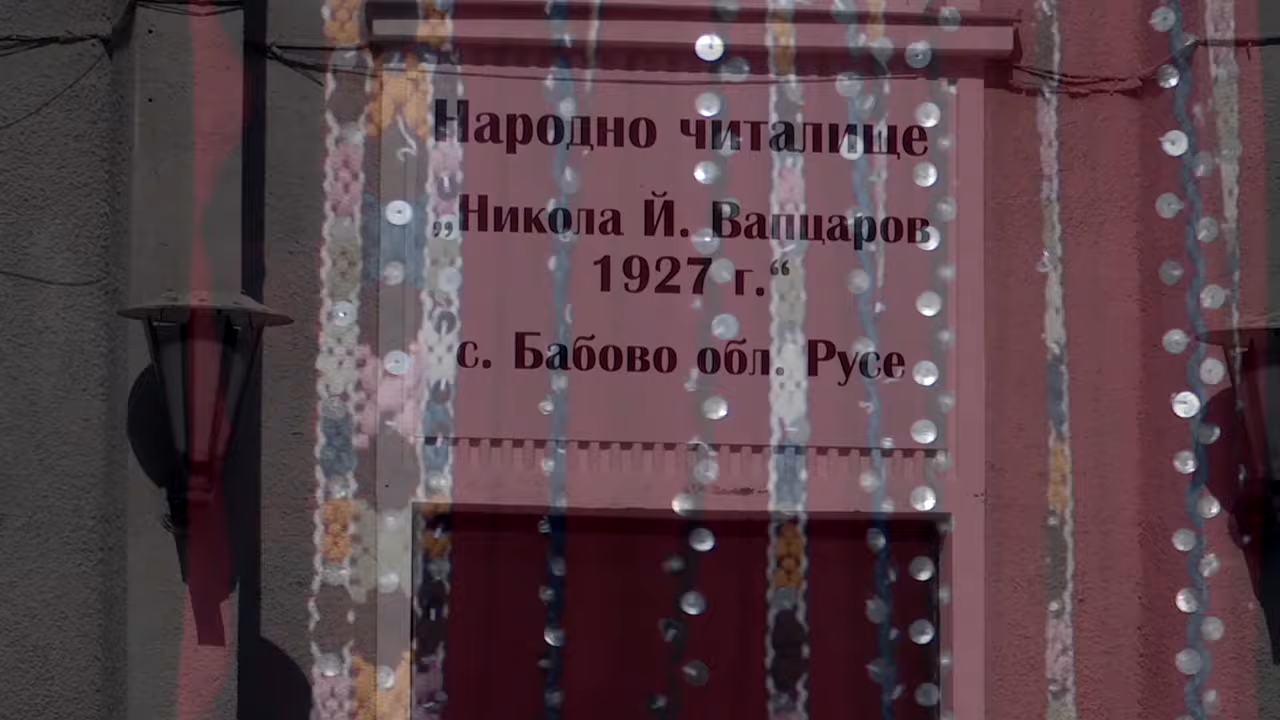 Народно читалище
„Никола Й. Вапцаров
1927 г.“
с. Бабово обл. Русе